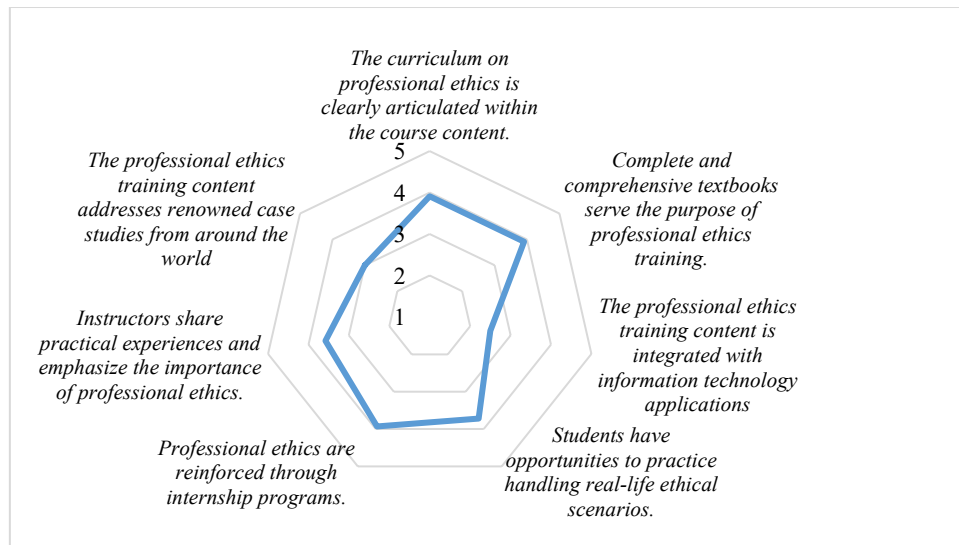 The curriculum on
professional ethics is
clearly articulated within
the course content.
Complete and
comprehensive textbooks
serve the purpose of
professional ethics
training.
The professional ethics
training content is
integrated with
information technology
applications
Students have
opportunities to practice
handling real-life ethical
scenarios.
Professional ethics are
reinforced through
internship programs.
Instructors share
practical experiences and
emphasize the importance
of professional ethics.
The professional ethics
training content
addresses renowned case
studies from around the
world
5
4
3
2
1